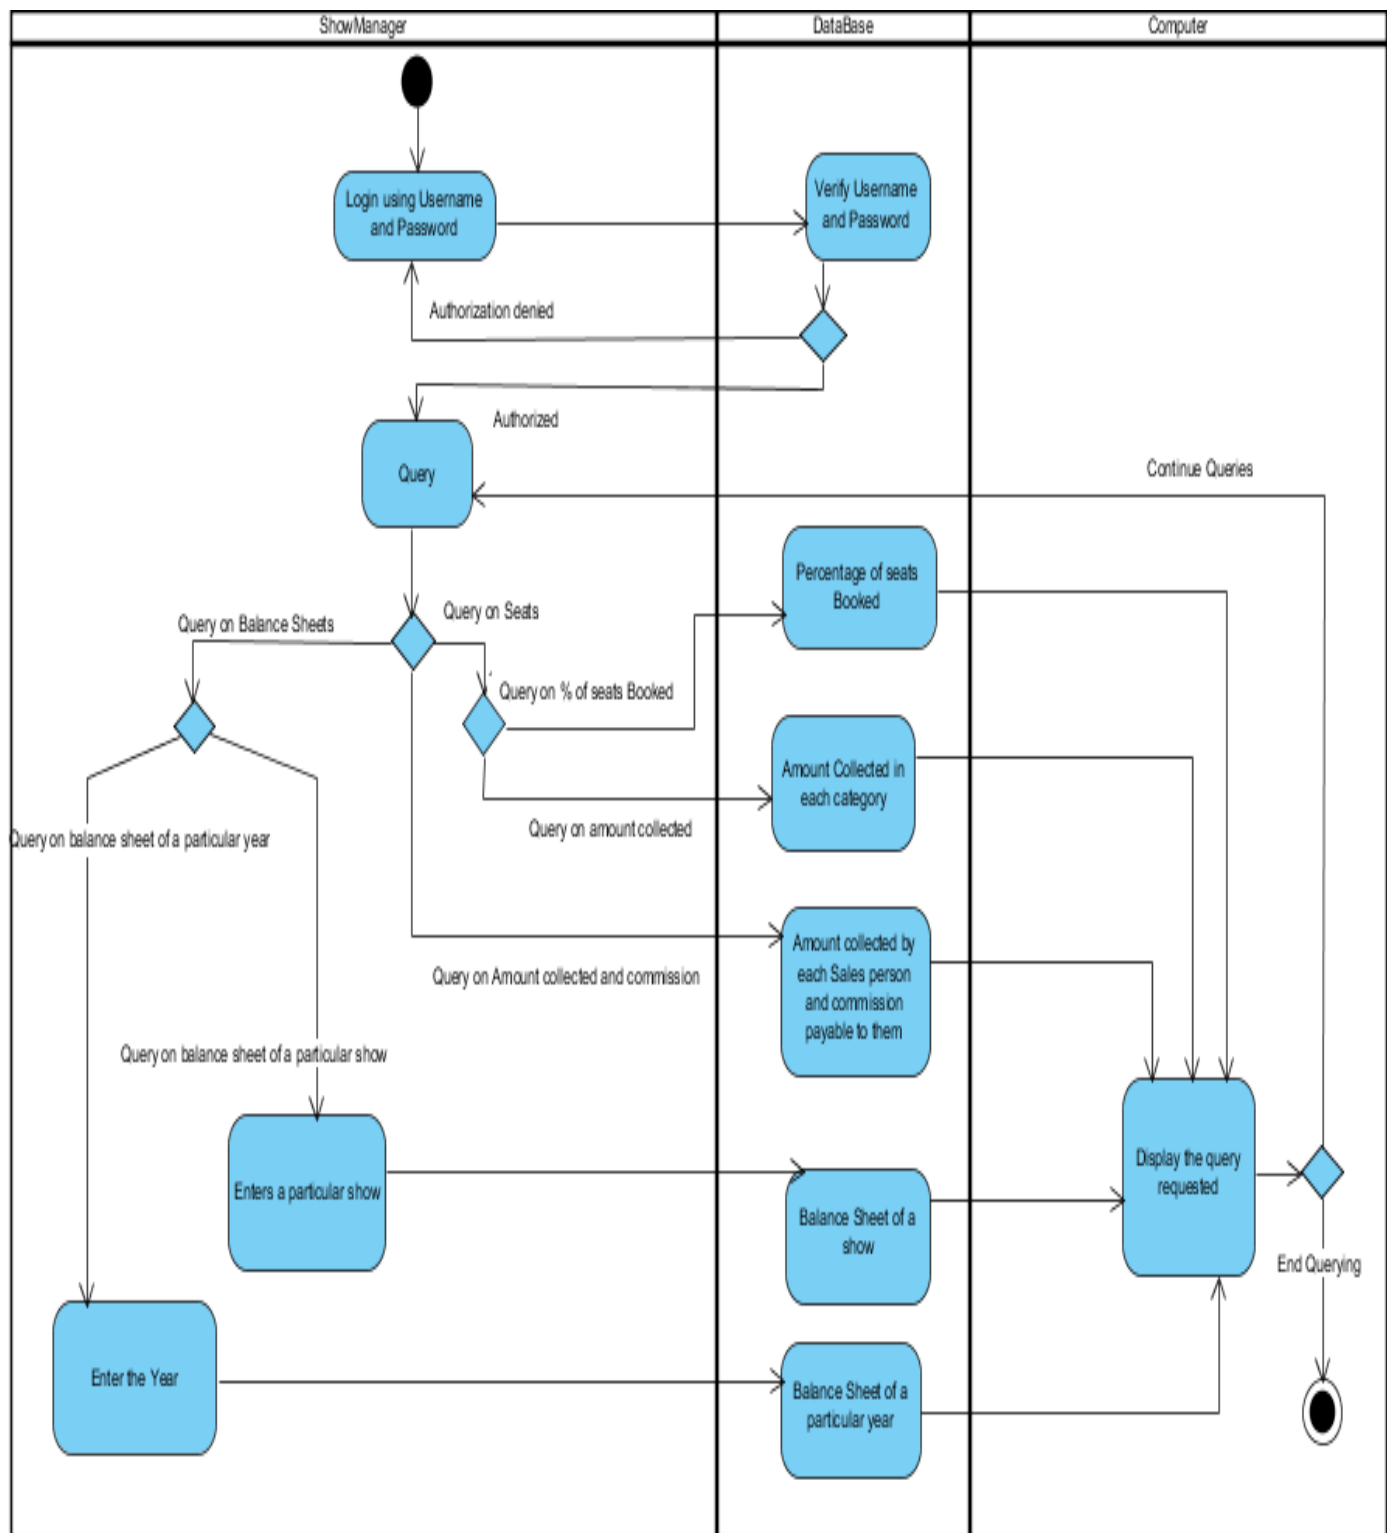 ShowManager
DataBase
Computer
Login using Username
and Password
Verify Username
and Password
Authorization denied
Authorized
Query
Continue Queries
Percentage of seats
Booked
Query on Seats
Query on Balance Sheets
Query on % of seats Booked
Amount Collected in
each category
Query on amount collected
Query on balance sheet of a particular year
Amount collected by
each Sales person
and commission
payable to them
Query on Amount collected and commission
Query on balance sheet of a particular show
Enters a particular show
Balance Sheet of a
show
Display the query
requested
End Querying
Enter the Year
Balance Sheet of a
particular year